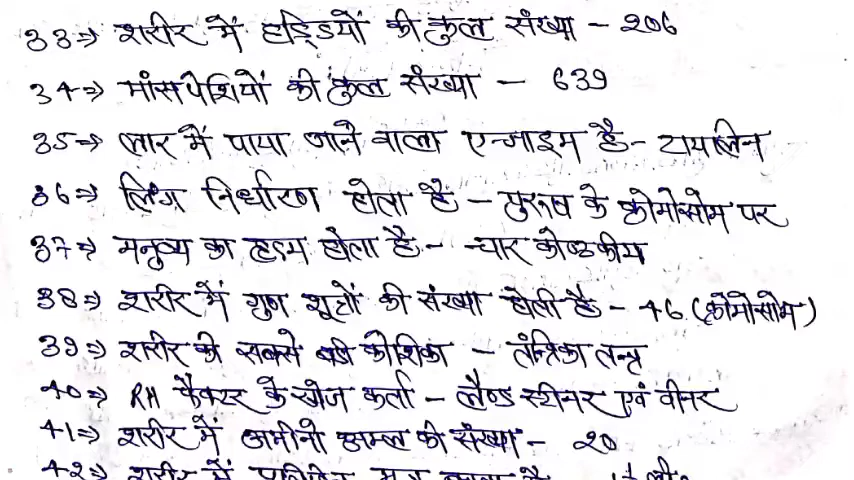 33⇒ शरीर में हड्डियों की कुल संख्या - 206
34⇒ मांसपेशियों की कुल संख्या - 639
35⇒ लार में पाया जाने वाला एन्जाइम है - टायलिन
36⇒ लिंग निर्धारण होता है - पुरूष के क्रोमोसोम पर
37⇒ मनुष्य का हृदय होता है - चार कोष्ठकीय
38⇒ शरीर में गुण सूत्रों की संख्या होती है - 46 (क्रोमोसोम)
39⇒ शरीर की सबसे बडी कोशिका - तंन्त्रिका तन्त्र
40⇒ RH फैक्टर के खोज कर्ता - लैण्ड स्टीनर एवं वीनर
41⇒ शरीर में अमीनो अम्ल की संख्या - 20
42⇒ शरीर में